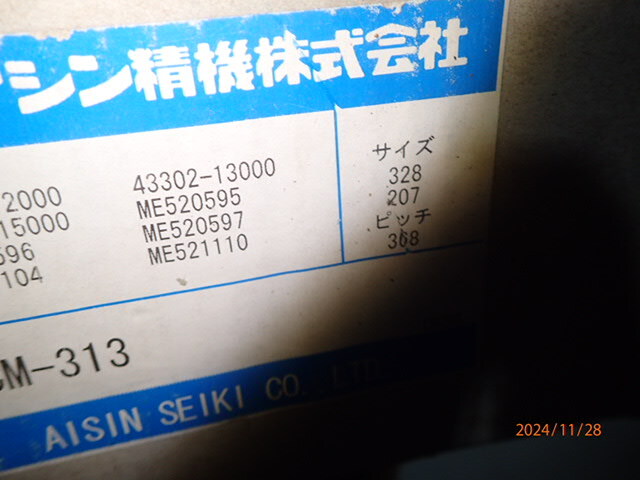 シン精機株式会社
2000 43302-13000
15000 ME520595
596 ME520597
104 ME521110
サイズ
328
207
ピッチ
368
CM-313
AISIN SEIKI CO., LTD
2024/11/28